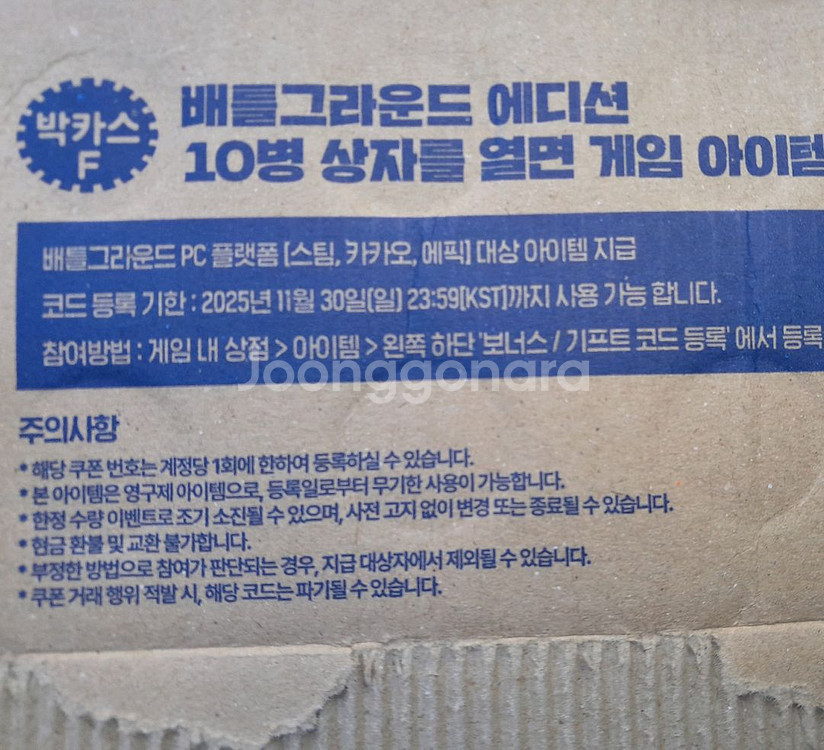 박카스
F
배틀그라운드 에디션
10병 상자를 열면 게임 아이템
배틀그라운드 PC 플랫폼 [스팀, 카카오, 에픽] 대상 아이템 지급
코드 등록 기한 : 2025년 11월 30일(일) 23:59[KST]까지 사용 가능 합니다.
참여방법 : 게임 내 상점 > 아이템 > 왼쪽 하단 '보너스 / 기프트 코드 등록' 에서 등록
Joonggonara
주의사항
* 해당 쿠폰 번호는 계정당 1회에 한하여 등록하실 수 있습니다.
* 본 아이템은 영구제 아이템으로, 등록일로부터 무기한 사용이 가능합니다.
* 한정 수량 이벤트로 조기 소진될 수 있으며, 사전 고지 없이 변경 또는 종료될 수 있습니다.
* 현금 환불 및 교환 불가합니다.
* 부정한 방법으로 참여가 판단되는 경우, 지급 대상자에서 제외될 수 있습니다.
* 쿠폰 거래 행위 적발 시, 해당 코드는 파기될 수 있습니다.